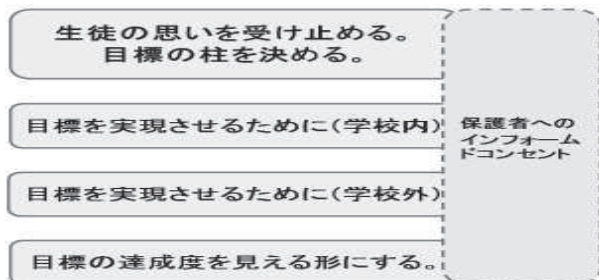 生徒の思いを受け止める。
目標の柱を決める。
目標を実現させるために(学校内)
目標を実現させるために(学校外)
目標の達成度を見える形にする。
保護者への
インフォーム
ドコンセント